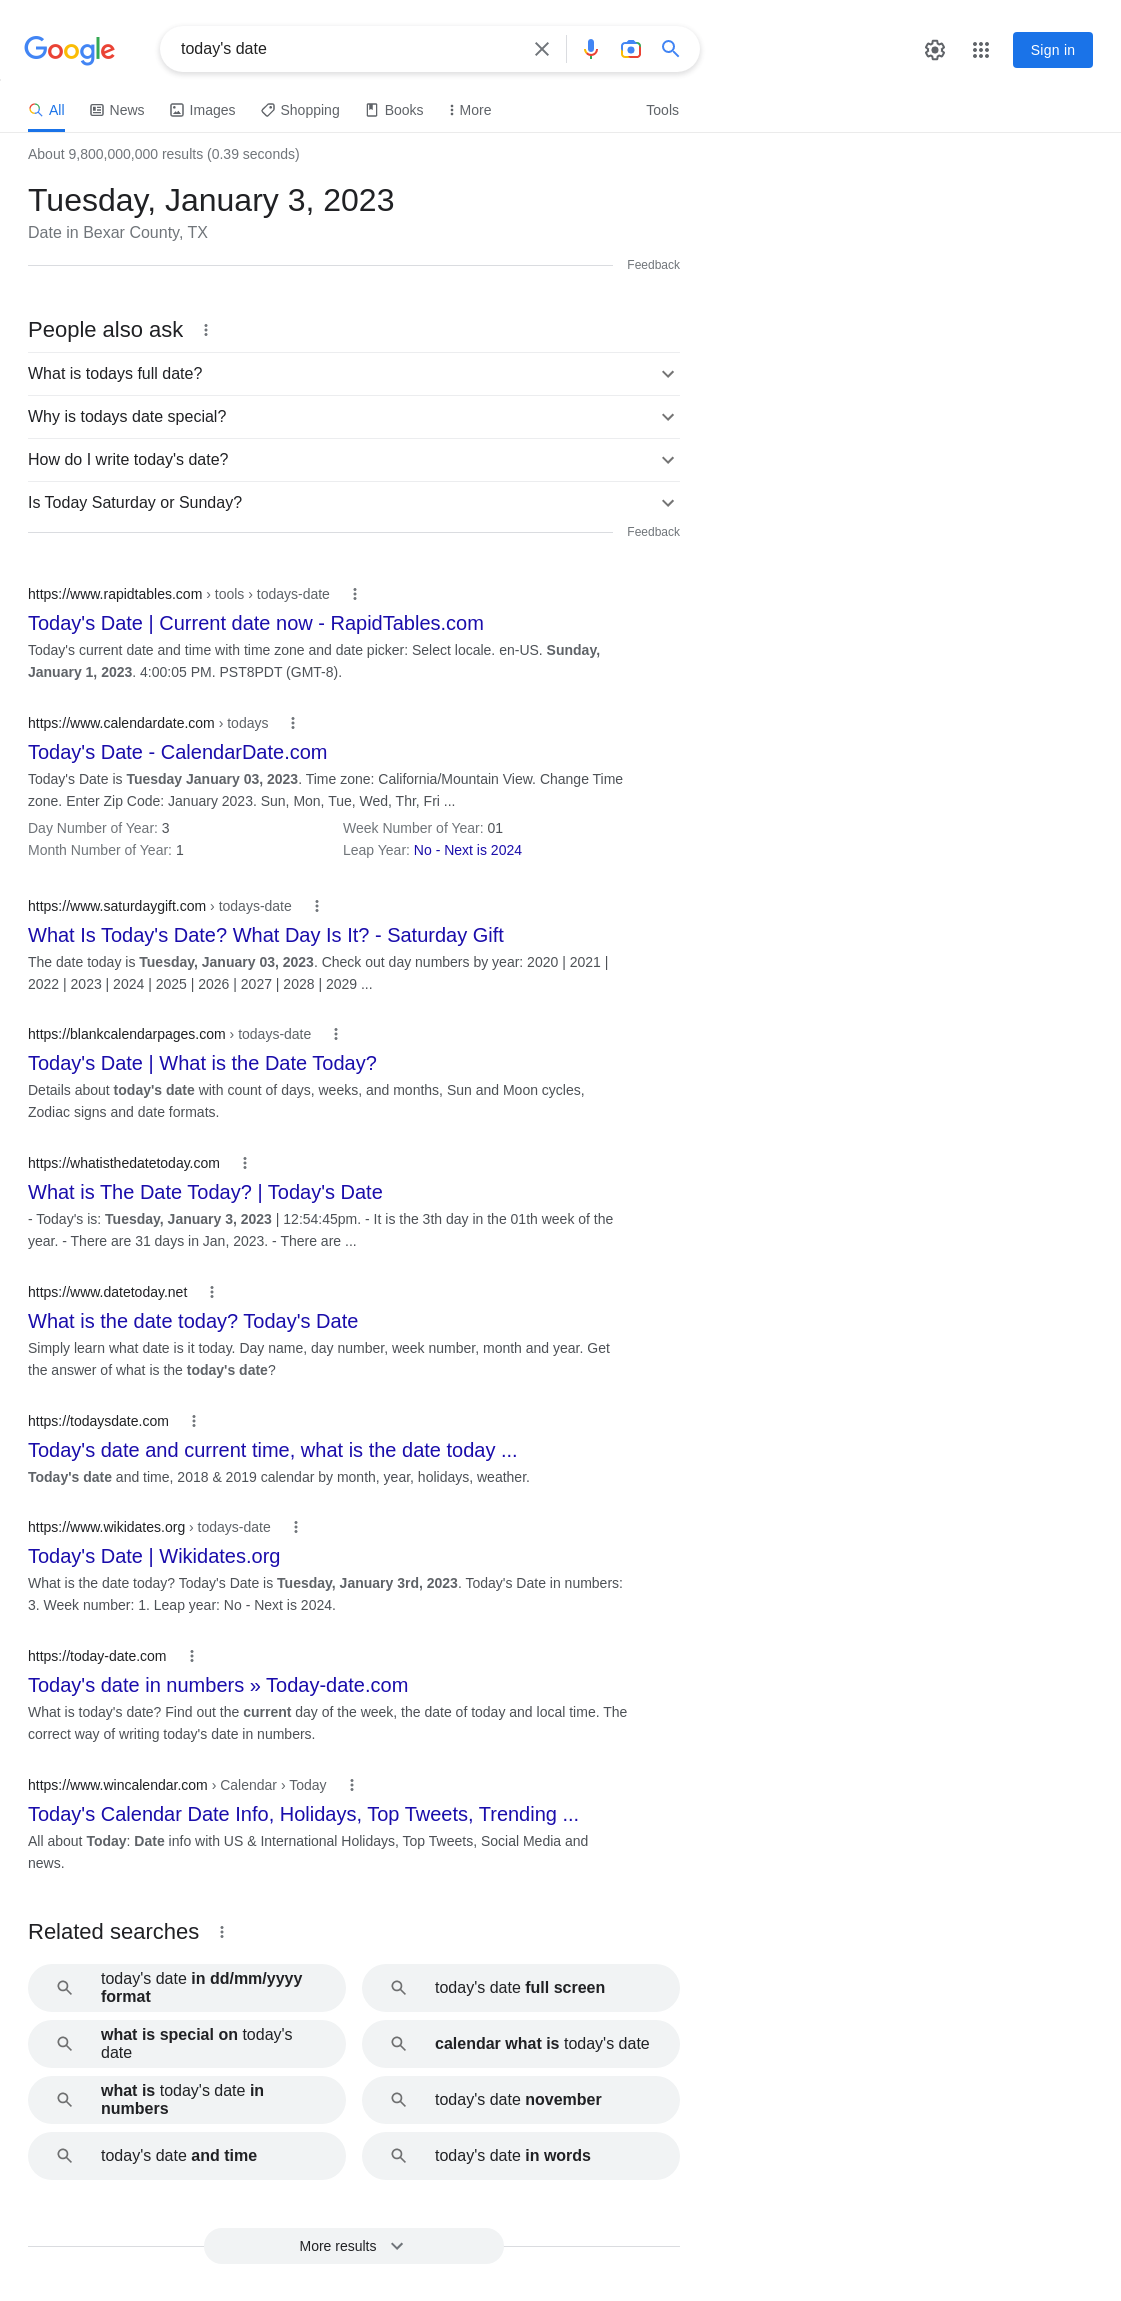 Google
today's date
Sign in
All
News
Images
Shopping
Books
More
Tools
About 9,800,000,000 results (0.39 seconds)
Tuesday, January 3, 2023
Date in Bexar County, TX
Feedback
People also ask
What is todays full date?
Why is todays date special?
How do I write today's date?
Is Today Saturday or Sunday?
Feedback
https://www.rapidtables.com › tools › todays-date
Today's Date | Current date now - RapidTables.com
Today's current date and time with time zone and date picker: Select locale. en-US. Sunday,
January 1, 2023. 4:00:05 PM. PST8PDT (GMT-8).
https://www.calendardate.com › todays
Today's Date - CalendarDate.com
Today's Date is Tuesday January 03, 2023. Time zone: California/Mountain View. Change Time
zone. Enter Zip Code: January 2023. Sun, Mon, Tue, Wed, Thr, Fri ...
Day Number of Year: 3
Week Number of Year: 01
Month Number of Year: 1
Leap Year: No - Next is 2024
https://www.saturdaygift.com › todays-date
What Is Today's Date? What Day Is It? - Saturday Gift
The date today is Tuesday, January 03, 2023. Check out day numbers by year: 2020 | 2021 |
2022 | 2023 | 2024 | 2025 | 2026 | 2027 | 2028 | 2029 ...
https://blankcalendarpages.com › todays-date
Today's Date | What is the Date Today?
Details about today's date with count of days, weeks, and months, Sun and Moon cycles,
Zodiac signs and date formats.
https://whatisthedatetoday.com
What is The Date Today? | Today's Date
- Today's is: Tuesday, January 3, 2023 | 12:54:45pm. - It is the 3th day in the 01th week of the
year. - There are 31 days in Jan, 2023. - There are ...
https://www.datetoday.net
What is the date today? Today's Date
Simply learn what date is it today. Day name, day number, week number, month and year. Get
the answer of what is the today's date?
https://todaysdate.com
Today's date and current time, what is the date today ...
Today's date and time, 2018 & 2019 calendar by month, year, holidays, weather.
https://www.wikidates.org › todays-date
Today's Date | Wikidates.org
What is the date today? Today's Date is Tuesday, January 3rd, 2023. Today's Date in numbers:
3. Week number: 1. Leap year: No - Next is 2024.
https://today-date.com
Today's date in numbers » Today-date.com
What is today's date? Find out the current day of the week, the date of today and local time. The
correct way of writing today's date in numbers.
https://www.wincalendar.com › Calendar › Today
Today's Calendar Date Info, Holidays, Top Tweets, Trending ...
All about Today: Date info with US & International Holidays, Top Tweets, Social Media and
news.
Related searches
today's date in dd/mm/yyyy
format
today's date full screen
what is special on today's
date
calendar what is today's date
what is today's date in
numbers
today's date november
today's date and time
today's date in words
More results